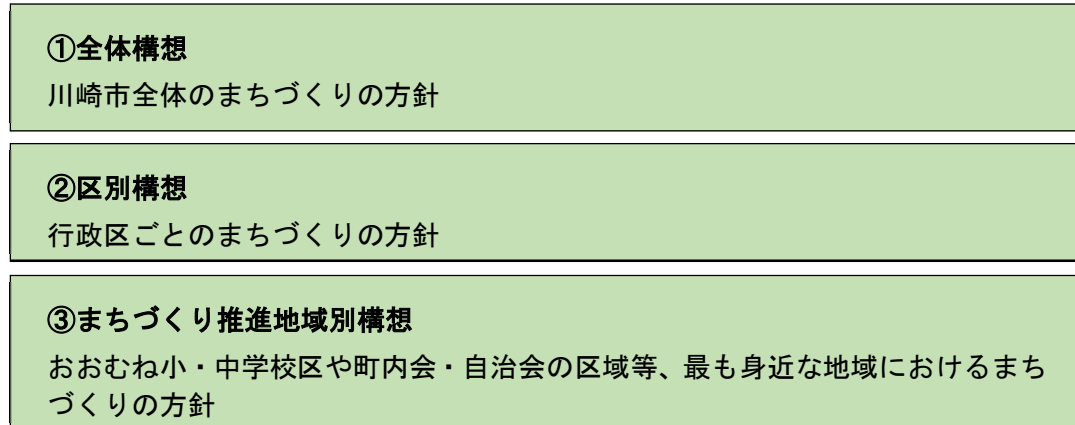 ①全体構想
川崎市全体のまちづくりの方針
②区別構想
行政区ごとのまちづくりの方針
③まちづくり推進地域別構想
おおむね小・中学校区や町内会・自治会の区域等、最も身近な地域におけるまち
づくりの方針